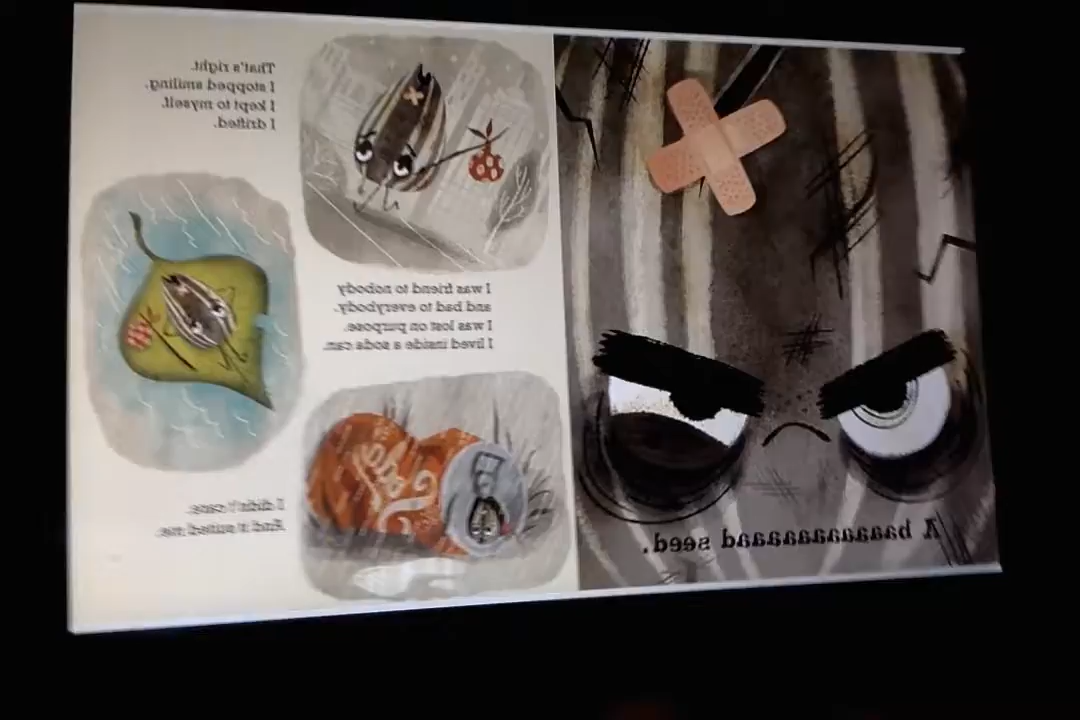 A baaaaaaaaaaaad seed.
That's right.
I stopped smiling.
I kept to myself.
I drifted.
I was friend to nobody
and bad to everybody.
I was lost on purpose.
I lived inside a soda can.
Soda
I didn't care.
And it suited me.